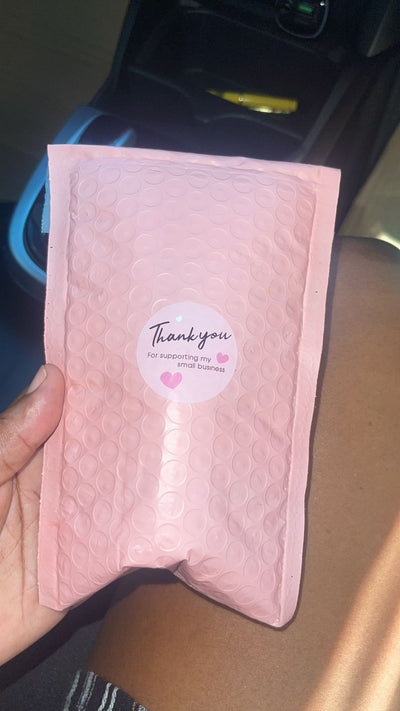 Thank you
For supporting my
small business